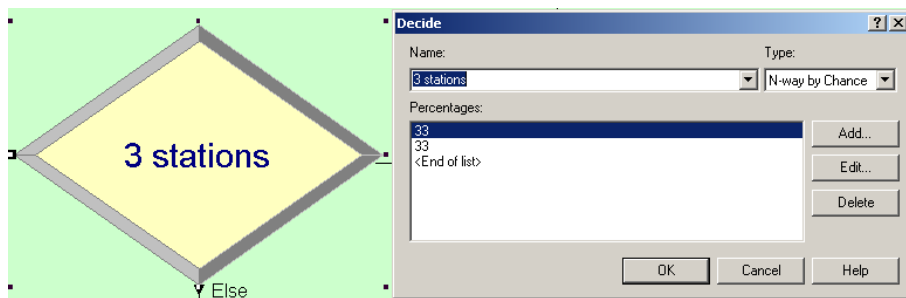 3 stations
Else
Decide
Name:
Type:
3 stations
N-way by Chance
Percentages:
33
33
<End of list>
Add...
Edit...
Delete
OK
Cancel
Help